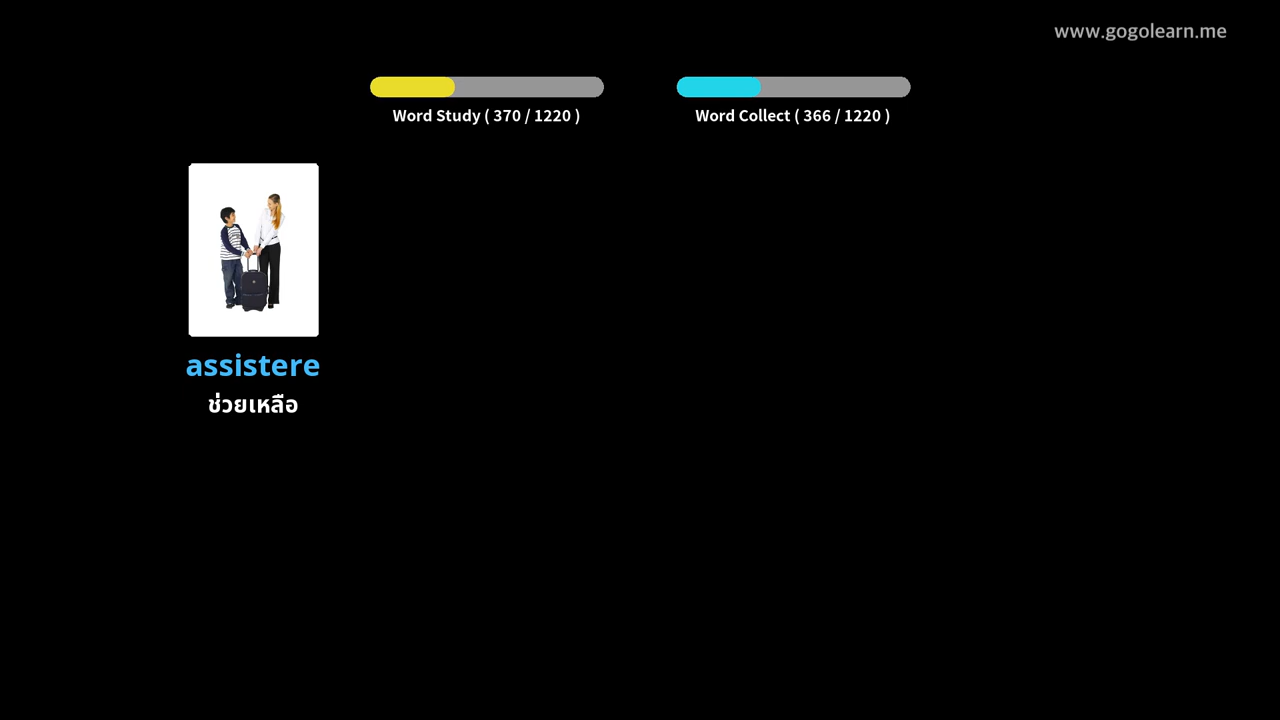 www.gogolearn.me
Word Study ( 370 / 1220 )
Word Collect ( 366 / 1220 )
assistere
ช่วยเหลือ